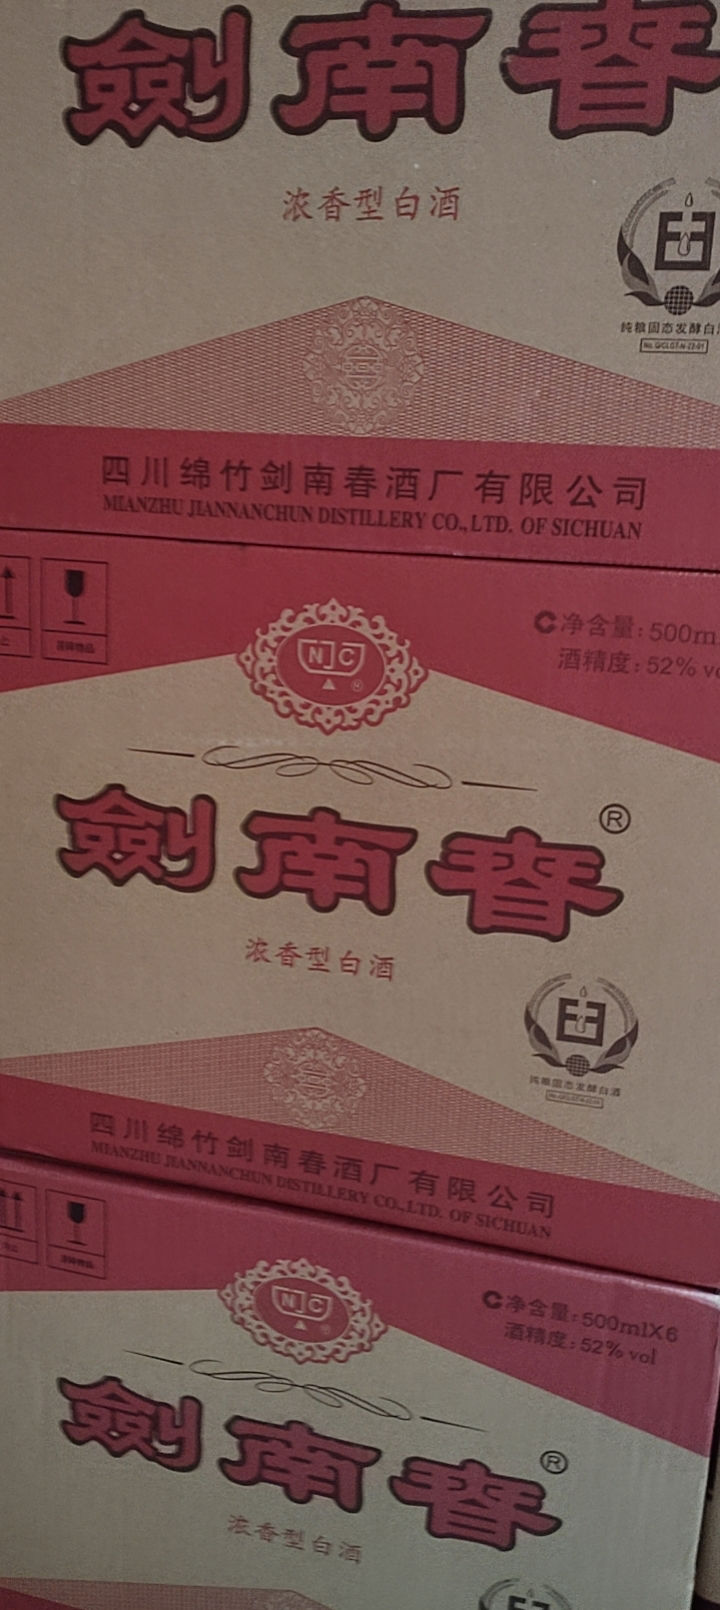 劍南春
浓香型白酒
纯粮固态发酵白
四川绵竹剑南春酒厂有限公司
MIANZHU JIANNANCHUN DISTILLERY CO.,LTD. OF SICHUAN
净含量:500m
酒精度:52% v
NJC
劍南春®
浓香型白酒
纯粮固态发酵白酒
四川绵竹剑南春酒厂有限公司
MIANZHU JIANNANCHUN DISTILLERY CO.,LTD. OF SICHUAN
NJC
净含量:500mlX6
酒精度:52% vol
劍南春®
浓香型白酒